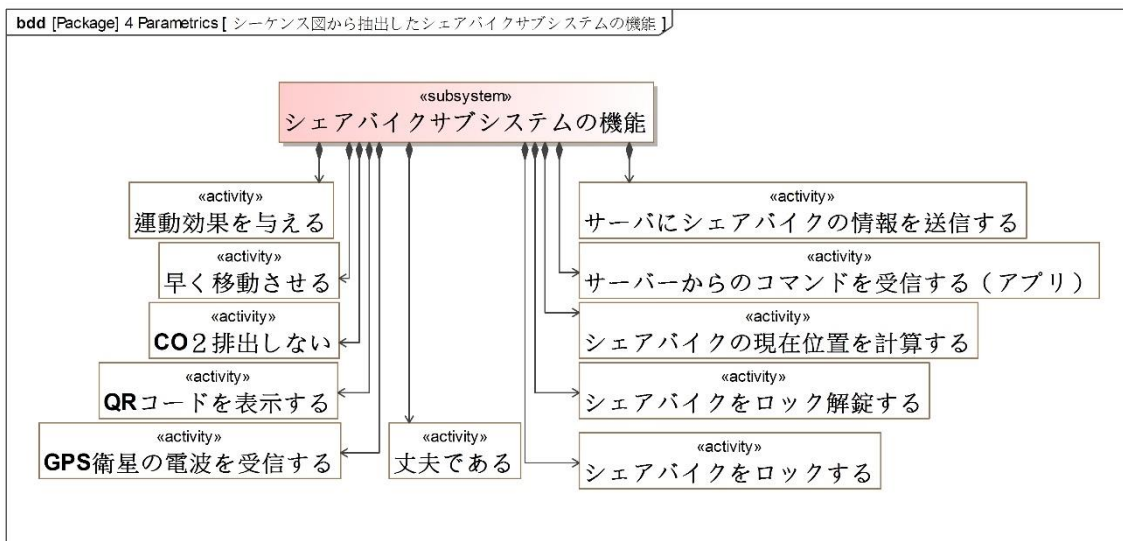 bdd [Package] 4 Parametrics [ シーケンス図から抽出したシェアバイクサブシステムの機能 ]
«subsystem»
シェアバイクサブシステムの機能
«activity»
運動効果を与える
«activity»
早く移動させる
«activity»
CO２排出しない
«activity»
QRコードを表示する
«activity»
GPS衛星の電波を受信する
«activity»
丈夫である
«activity»
サーバにシェアバイクの情報を送信する
«activity»
サーバーからのコマンドを受信する（アプリ）
«activity»
シェアバイクの現在位置を計算する
«activity»
シェアバイクをロック解錠する
«activity»
シェアバイクをロックする